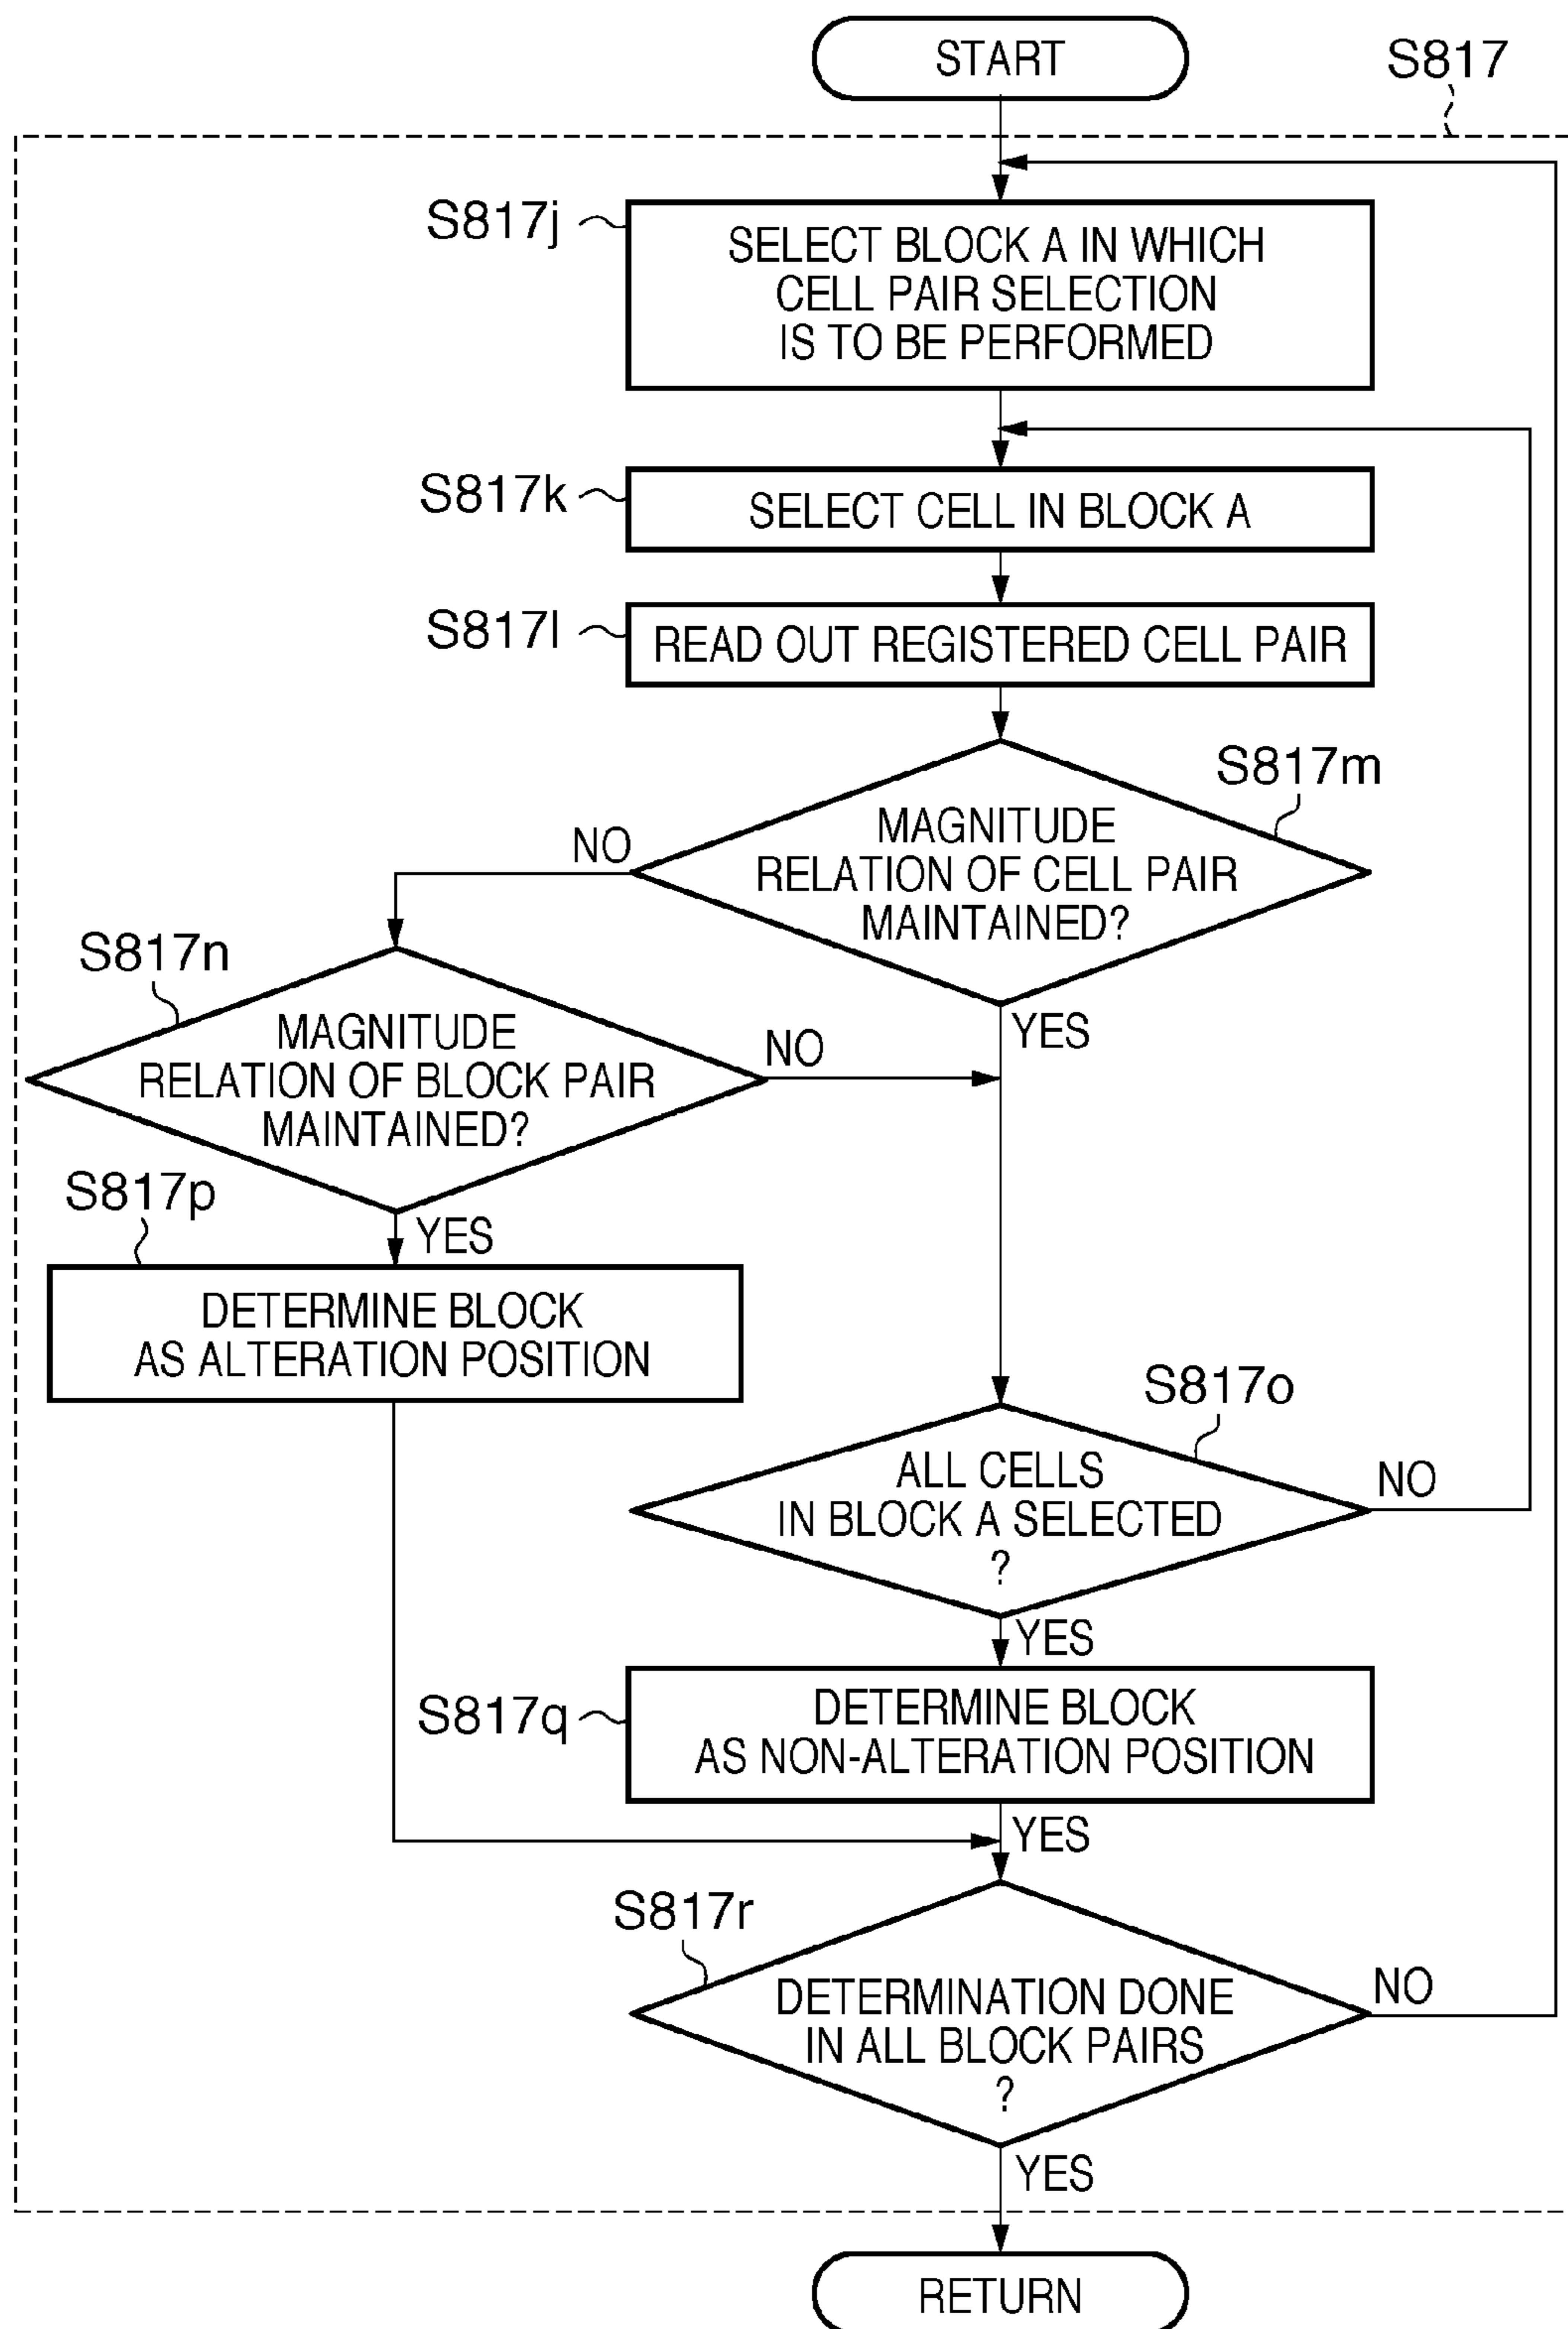 START
S817
S817j
SELECT BLOCK A IN WHICH
CELL PAIR SELECTION
IS TO BE PERFORMED
S817k
SELECT CELL IN BLOCK A
S817l
READ OUT REGISTERED CELL PAIR
S817m
MAGNITUDE
RELATION OF CELL PAIR
MAINTAINED?
NO
YES
S817n
MAGNITUDE
RELATION OF BLOCK PAIR
MAINTAINED?
NO
YES
S817p
DETERMINE BLOCK
AS ALTERATION POSITION
S817o
ALL CELLS
IN BLOCK A SELECTED
?
NO
YES
S817q
DETERMINE BLOCK
AS NON-ALTERATION POSITION
YES
S817r
DETERMINATION DONE
IN ALL BLOCK PAIRS
?
NO
YES
RETURN